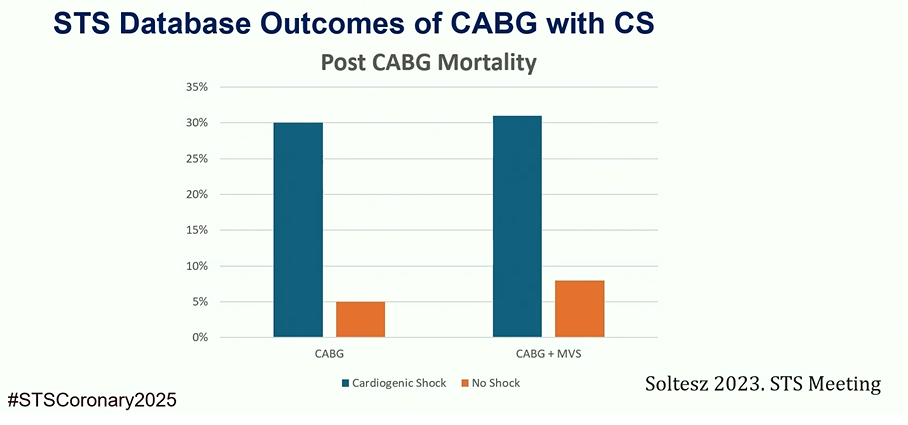 STS Database Outcomes of CABG with CS
Post CABG Mortality
35%
30%
25%
20%
15%
10%
5%
0%
CABG
CABG + MVS
Cardiogenic Shock
No Shock
Soltesz 2023. STS Meeting
#STSCoronary2025